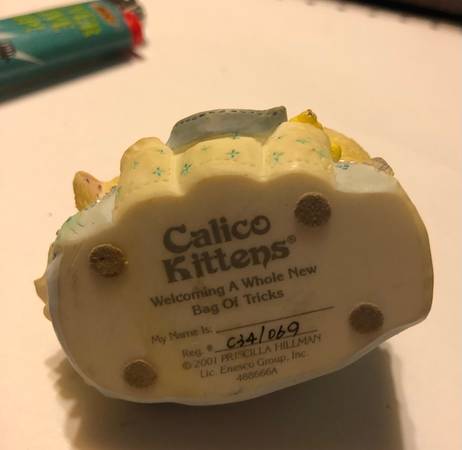 Calico
Kittens®
Welcoming A Whole New
Bag Of Tricks
My Name Is
Reg. # C34/069
© 2001 PRISCILLA HILLMAN
Lic. Enesco Group, Inc.
488666A